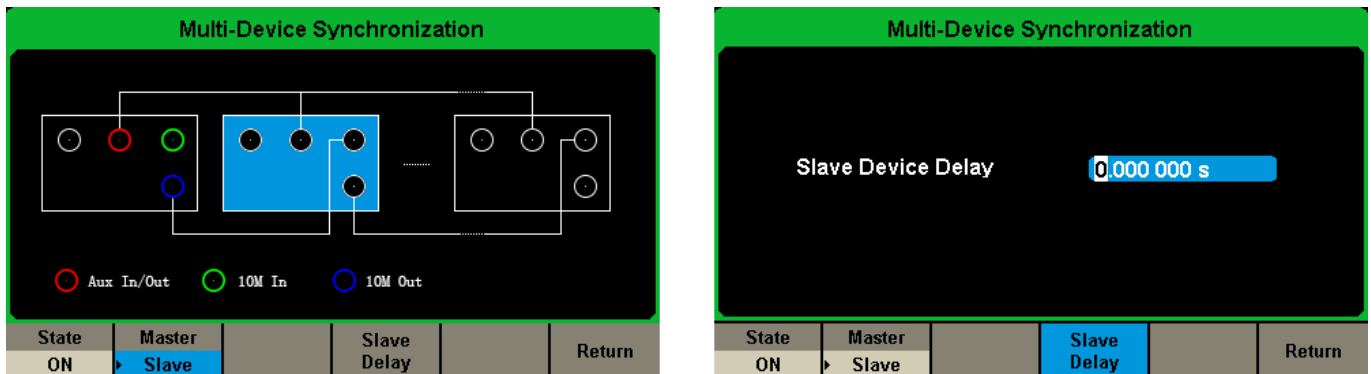 Multi-Device Synchronization
Aux In/Out 10M In 10M Out
State Master Slave Delay Return
ON Slave
Multi-Device Synchronization
Slave Device Delay 0.000 000 s
State Master Slave Delay Return
ON Slave